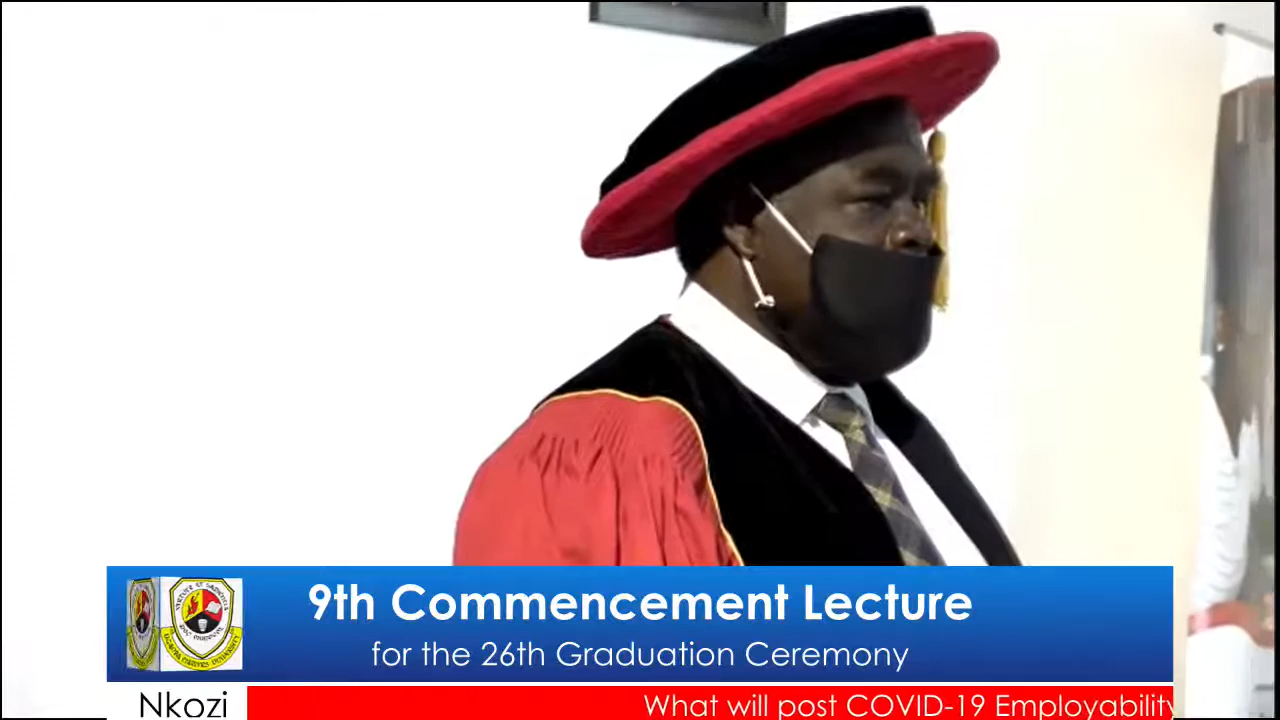 9th Commencement Lecture
for the 26th Graduation Ceremony
Nkozi
What will post COVID-19 Employability